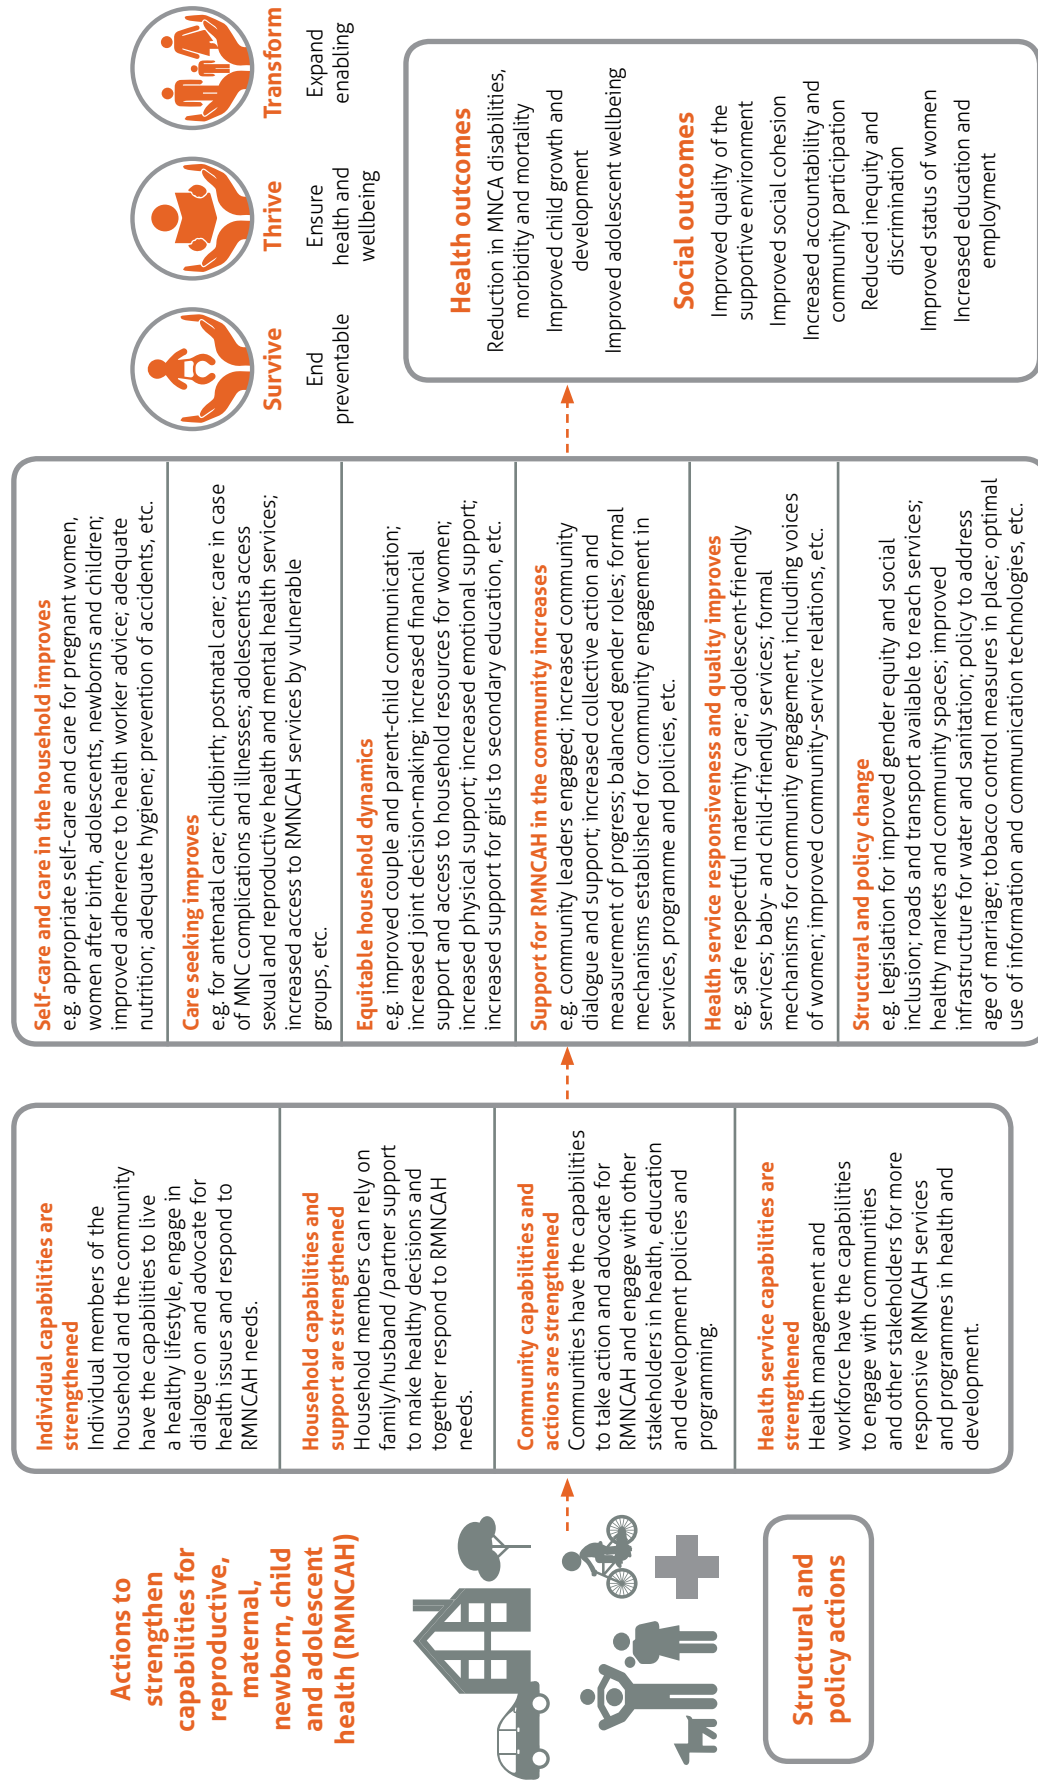 Actions to
strengthen
capabilities for
reproductive,
maternal,
newborn, child
and adolescent
health (RMNCAH)
Structural and
policy actions
Individual capabilities are
strengthened
Individual members of the
household and the community
have the capabilities to live
a healthy lifestyle, engage in
dialogue on and advocate for
health issues and respond to
RMNCAH needs.
Household capabilities and
support are strengthened
Household members can rely on
family/husband /partner support
to make healthy decisions and
together respond to RMNCAH
needs.
Community capabilities and
actions are strengthened
Communities have the capabilities
to take action and advocate for
RMNCAH and engage with other
stakeholders in health, education
and development policies and
programming.
Health service capabilities are
strengthened
Health management and
workforce have the capabilities
to engage with communities
and other stakeholders for more
responsive RMNCAH services
and programmes in health and
development.
Self-care and care in the household improves
e.g. appropriate self-care and care for pregnant women,
women after birth, adolescents, newborns and children;
improved adherence to health worker advice; adequate
nutrition; adequate hygiene; prevention of accidents, etc.
Care seeking improves
e.g. for antenatal care; childbirth; postnatal care; care in case
of MNC complications and illnesses; adolescents access
sexual and reproductive health and mental health services;
increased access to RMNCAH services by vulnerable
groups, etc.
Equitable household dynamics
e.g. improved couple and parent-child communication;
increased joint decision-making; increased financial
support and access to household resources for women;
increased physical support; increased emotional support;
increased support for girls to secondary education, etc.
Support for RMNCAH in the community increases
e.g. community leaders engaged; increased community
dialogue and support; increased collective action and
measurement of progress; balanced gender roles; formal
mechanisms established for community engagement in
services, programme and policies, etc.
Health service responsiveness and quality improves
e.g. safe respectful maternity care; adolescent-friendly
services; baby- and child-friendly services; formal
mechanisms for community engagement, including voices
of women; improved community-service relations, etc.
Structural and policy change
e.g. legislation for improved gender equity and social
inclusion; roads and transport available to reach services;
healthy markets and community spaces; improved
infrastructure for water and sanitation; policy to address
age of marriage; tobacco control measures in place; optimal
use of information and communication technologies, etc.
Survive
End
preventable
Thrive
Ensure
health and
wellbeing
Transform
Expand
enabling
Health outcomes
Reduction in MNCA disabilities,
morbidity and mortality
Improved child growth and
development
Improved adolescent wellbeing
Social outcomes
Improved quality of the
supportive environment
Improved social cohesion
Increased accountability and
community participation
Reduced inequity and
discrimination
Improved status of women
Increased education and
employment